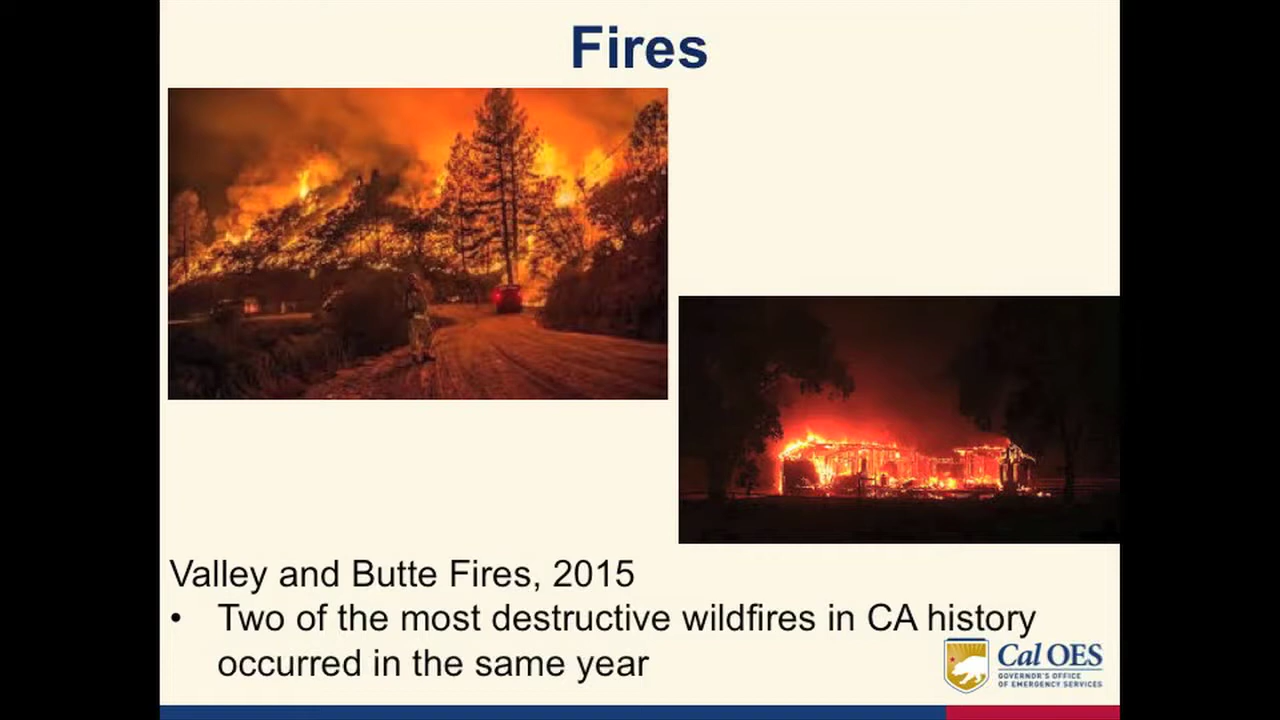 Fires
Valley and Butte Fires, 2015
• Two of the most destructive wildfires in CA history
occurred in the same year
Cal OES
GOVERNOR'S OFFICE
OF EMERGENCY SERVICES